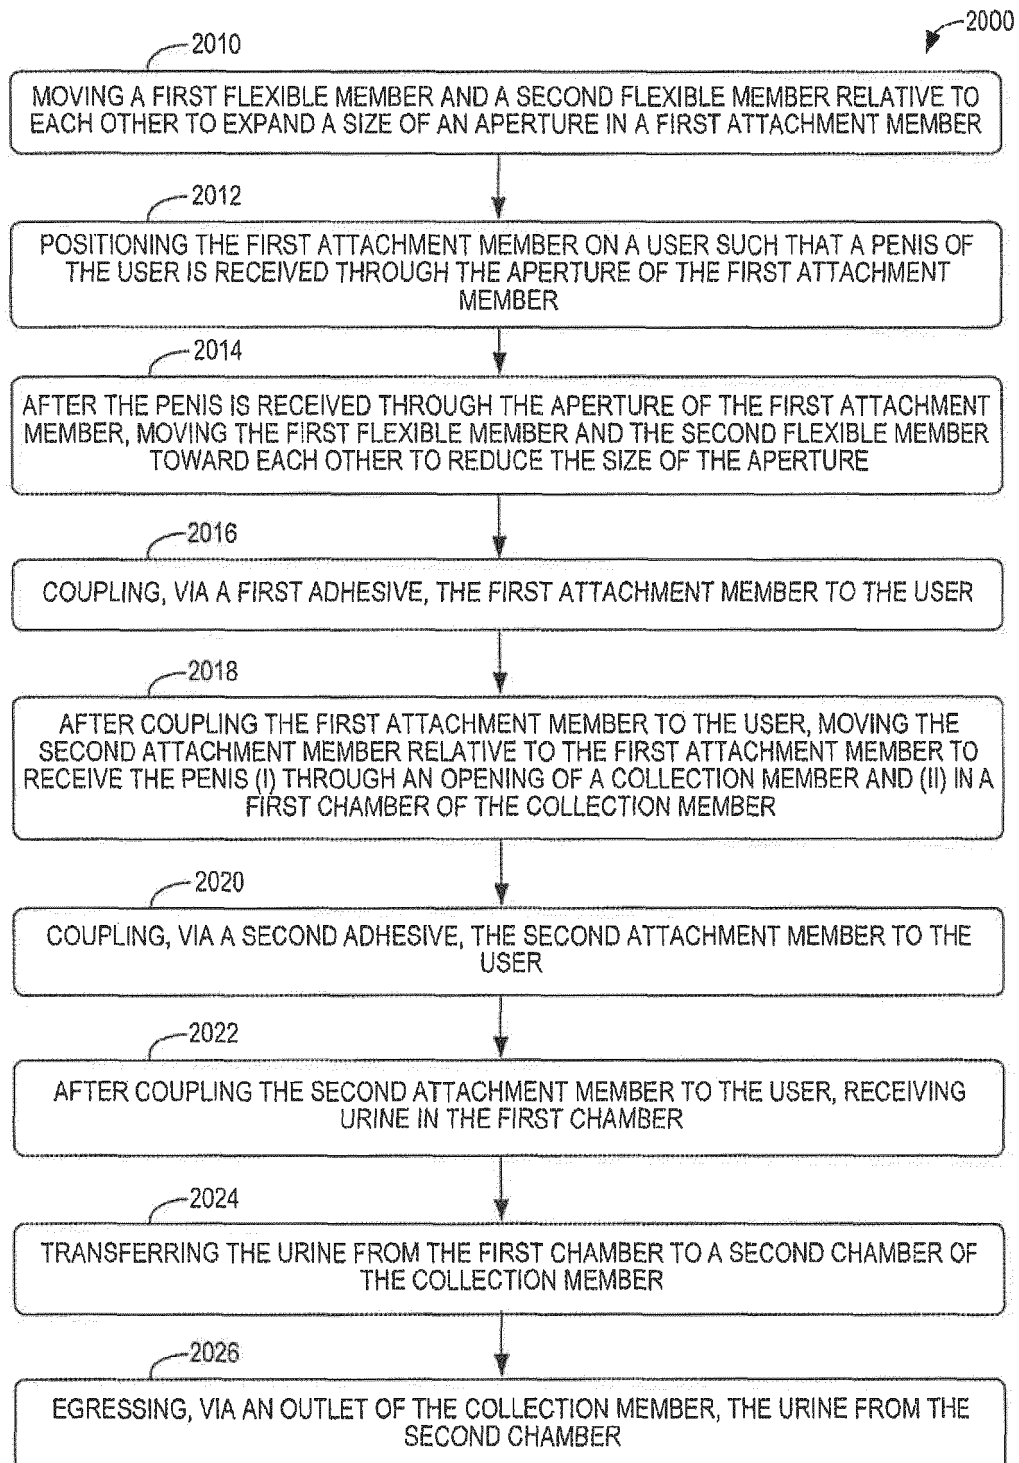 2000
2010
MOVING A FIRST FLEXIBLE MEMBER AND A SECOND FLEXIBLE MEMBER RELATIVE TO
EACH OTHER TO EXPAND A SIZE OF AN APERTURE IN A FIRST ATTACHMENT MEMBER
2012
POSITIONING THE FIRST ATTACHMENT MEMBER ON A USER SUCH THAT A PENIS OF
THE USER IS RECEIVED THROUGH THE APERTURE OF THE FIRST ATTACHMENT
MEMBER
2014
AFTER THE PENIS IS RECEIVED THROUGH THE APERTURE OF THE FIRST ATTACHMENT
MEMBER, MOVING THE FIRST FLEXIBLE MEMBER AND THE SECOND FLEXIBLE MEMBER
TOWARD EACH OTHER TO REDUCE THE SIZE OF THE APERTURE
2016
COUPLING, VIA A FIRST ADHESIVE, THE FIRST ATTACHMENT MEMBER TO THE USER
2018
AFTER COUPLING THE FIRST ATTACHMENT MEMBER TO THE USER, MOVING THE
SECOND ATTACHMENT MEMBER RELATIVE TO THE FIRST ATTACHMENT MEMBER TO
RECEIVE THE PENIS (I) THROUGH AN OPENING OF A COLLECTION MEMBER AND (II) IN A
FIRST CHAMBER OF THE COLLECTION MEMBER
2020
COUPLING, VIA A SECOND ADHESIVE, THE SECOND ATTACHMENT MEMBER TO THE
USER
2022
AFTER COUPLING THE SECOND ATTACHMENT MEMBER TO THE USER, RECEIVING
URINE IN THE FIRST CHAMBER
2024
TRANSFERRING THE URINE FROM THE FIRST CHAMBER TO A SECOND CHAMBER OF
THE COLLECTION MEMBER
2026
EGRESSING, VIA AN OUTLET OF THE COLLECTION MEMBER, THE URINE FROM THE
SECOND CHAMBER